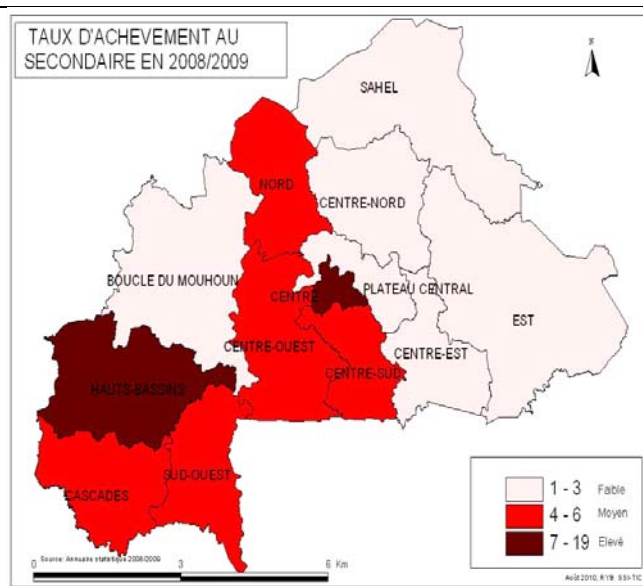 TAUX D'ACHEVEMENT AU
SECONDAIRE EN 2008/2009
N
SAHEL
NORD
CENTRE-NORD
BOUCLE DU MOUHOUN
CENTRE
PLATEAU CENTRAL
EST
CENTRE-OUEST
CENTRE-EST
CENTRE-SUD
HAUTS-BASSINS
SUD-OUEST
CASCADES
1 - 3 Faible
4 - 6 Moyen
7 - 19 Elevé
0 3 6 Km
Source: Annuaire statistique 2008/2009
Août 2010,